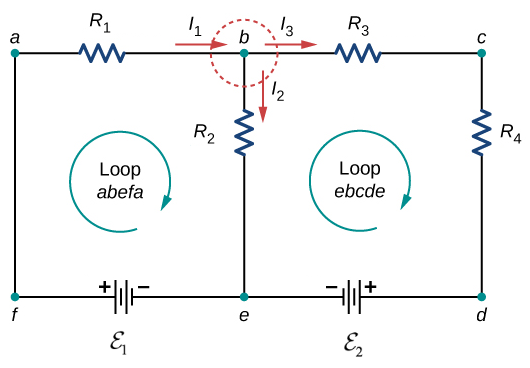 R1 I1 b I3 R3
a c
I2
R2 R4
Loop
abefa
Loop
ebcde
+ − − +
f e d
ℰ1 ℰ2